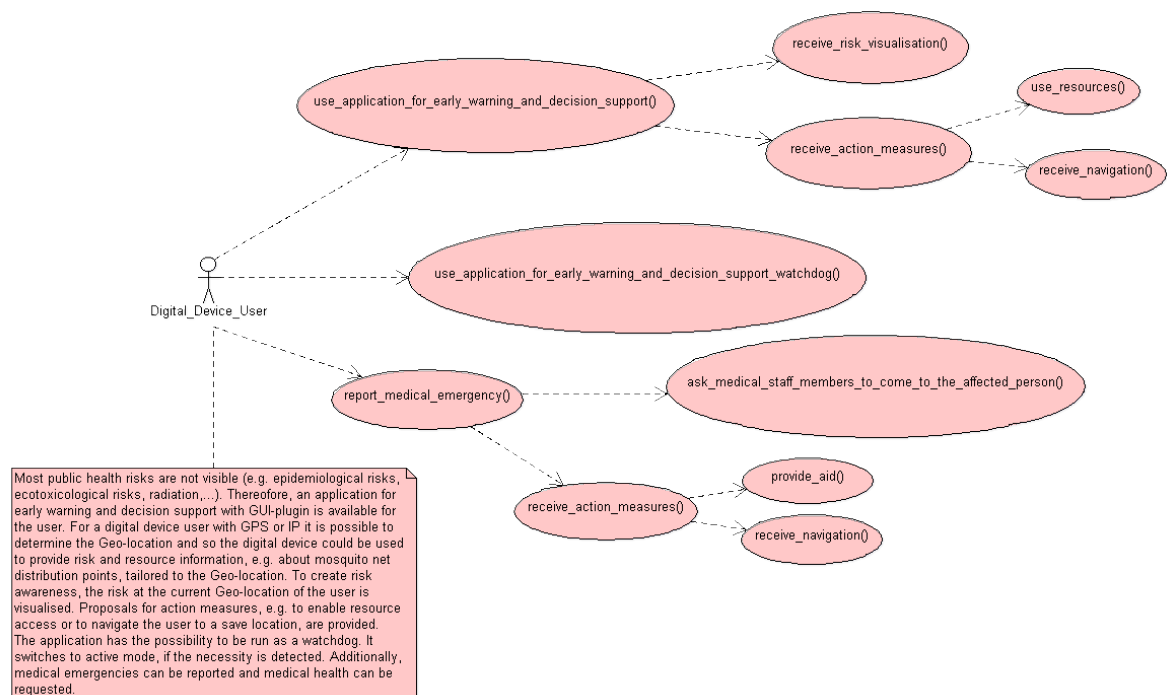 receive_risk_visualisation()
use_application_for_early_warning_and_decision_support()
use_resources()
receive_action_measures()
receive_navigation()
use_application_for_early_warning_and_decision_support_watchdog()
Digital_Device_User
report_medical_emergency()
ask_medical_staff_members_to_come_to_the_affected_person()
provide_aid()
receive_action_measures()
receive_navigation()
Most public health risks are not visible (e.g. epidemiological risks,
ecotoxicological risks, radiation,...). Thereofore, an application for
early warning and decision support with GUI-plugin is available for
the user. For a digital device user with GPS or IP it is possible to
determine the Geo-location and so the digital device could be used
to provide risk and resource information, e.g. about mosquito net
distribution points, tailored to the Geo-location. To create risk
awareness, the risk at the current Geo-location of the user is
visualised. Proposals for action measures, e.g. to enable resource
access or to navigate the user to a save location, are provided.
The application has the possibility to be run as a watchdog. It
switches to active mode, if the necessity is detected. Additionally,
medical emergencies can be reported and medical health can be
requested.